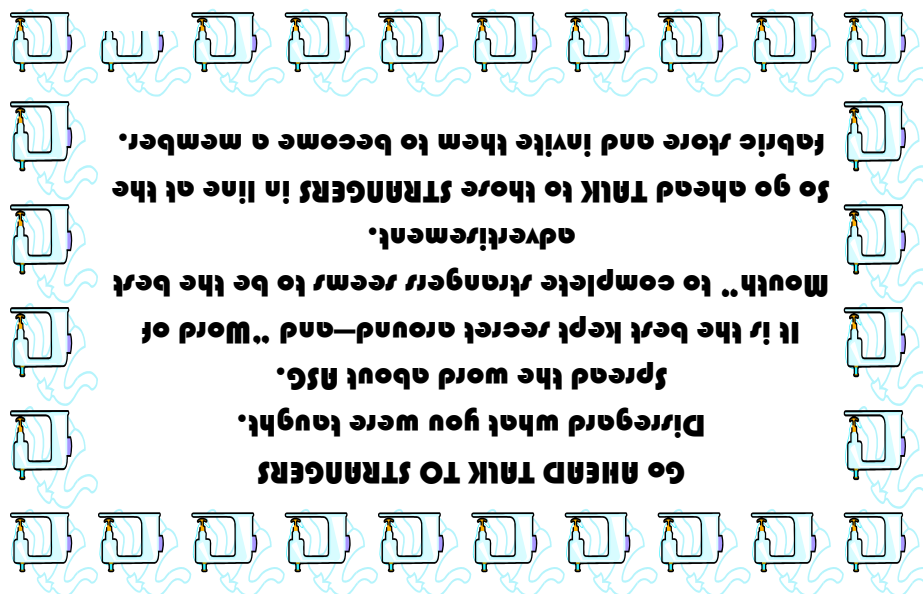 Go AHEAD TALK TO STRANGERS
Disregard what you were taught.
Spread the word about ASG.
It is the best kept secret around—and "Word of
Mouth" to complete strangers seems to be the best
advertisement.
So go ahead TALK to those STRANGERS in line at the
fabric store and invite them to become a member.